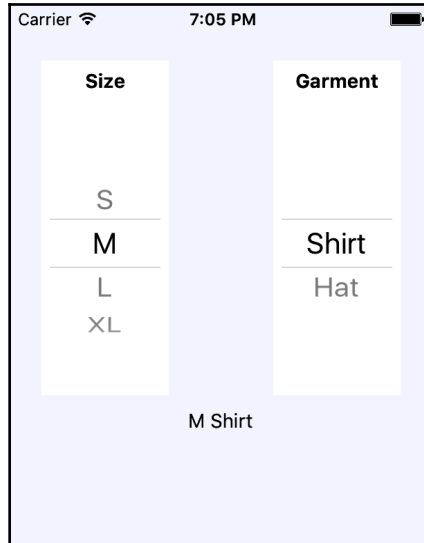 Carrier 7:05 PM
Size Garment
S
M Shirt
L Hat
XL
M Shirt